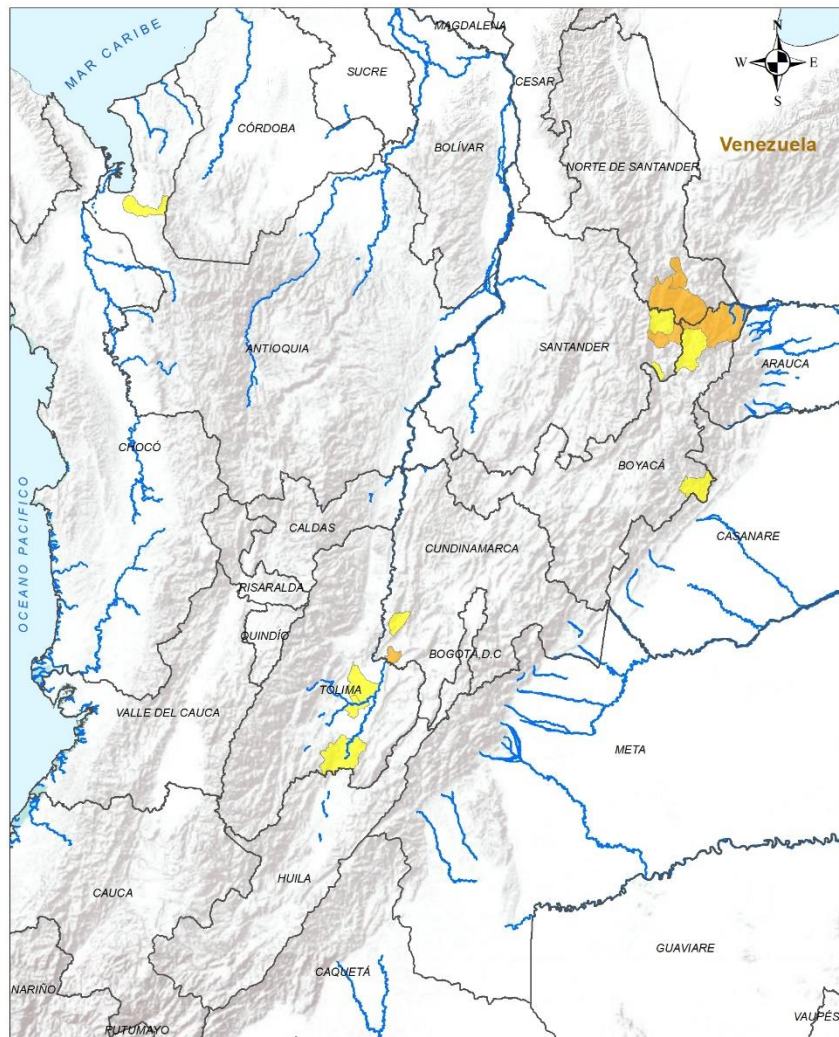 MAGDALENA
N
MAR CARIBE
SUCRE
CESAR
W
E
S
CÓRDOBA
BOLÍVAR
Venezuela
NORTE DE SANTANDER
ANTIOQUIA
SANTANDER
ARAUCA
CHOCÓ
BOYACÁ
OCEANO PACIFICO
CALDAS
CUNDINAMARCA
CASANARE
RISARALDA
QUINDÍO
BOGOTÁ, D.C
TOLIMA
VALLE DEL CAUCA
META
HUILA
CAUCA
GUAVIARE
CAQUETÁ
NARIÑO
VAUPÉS
PUTUMAYO